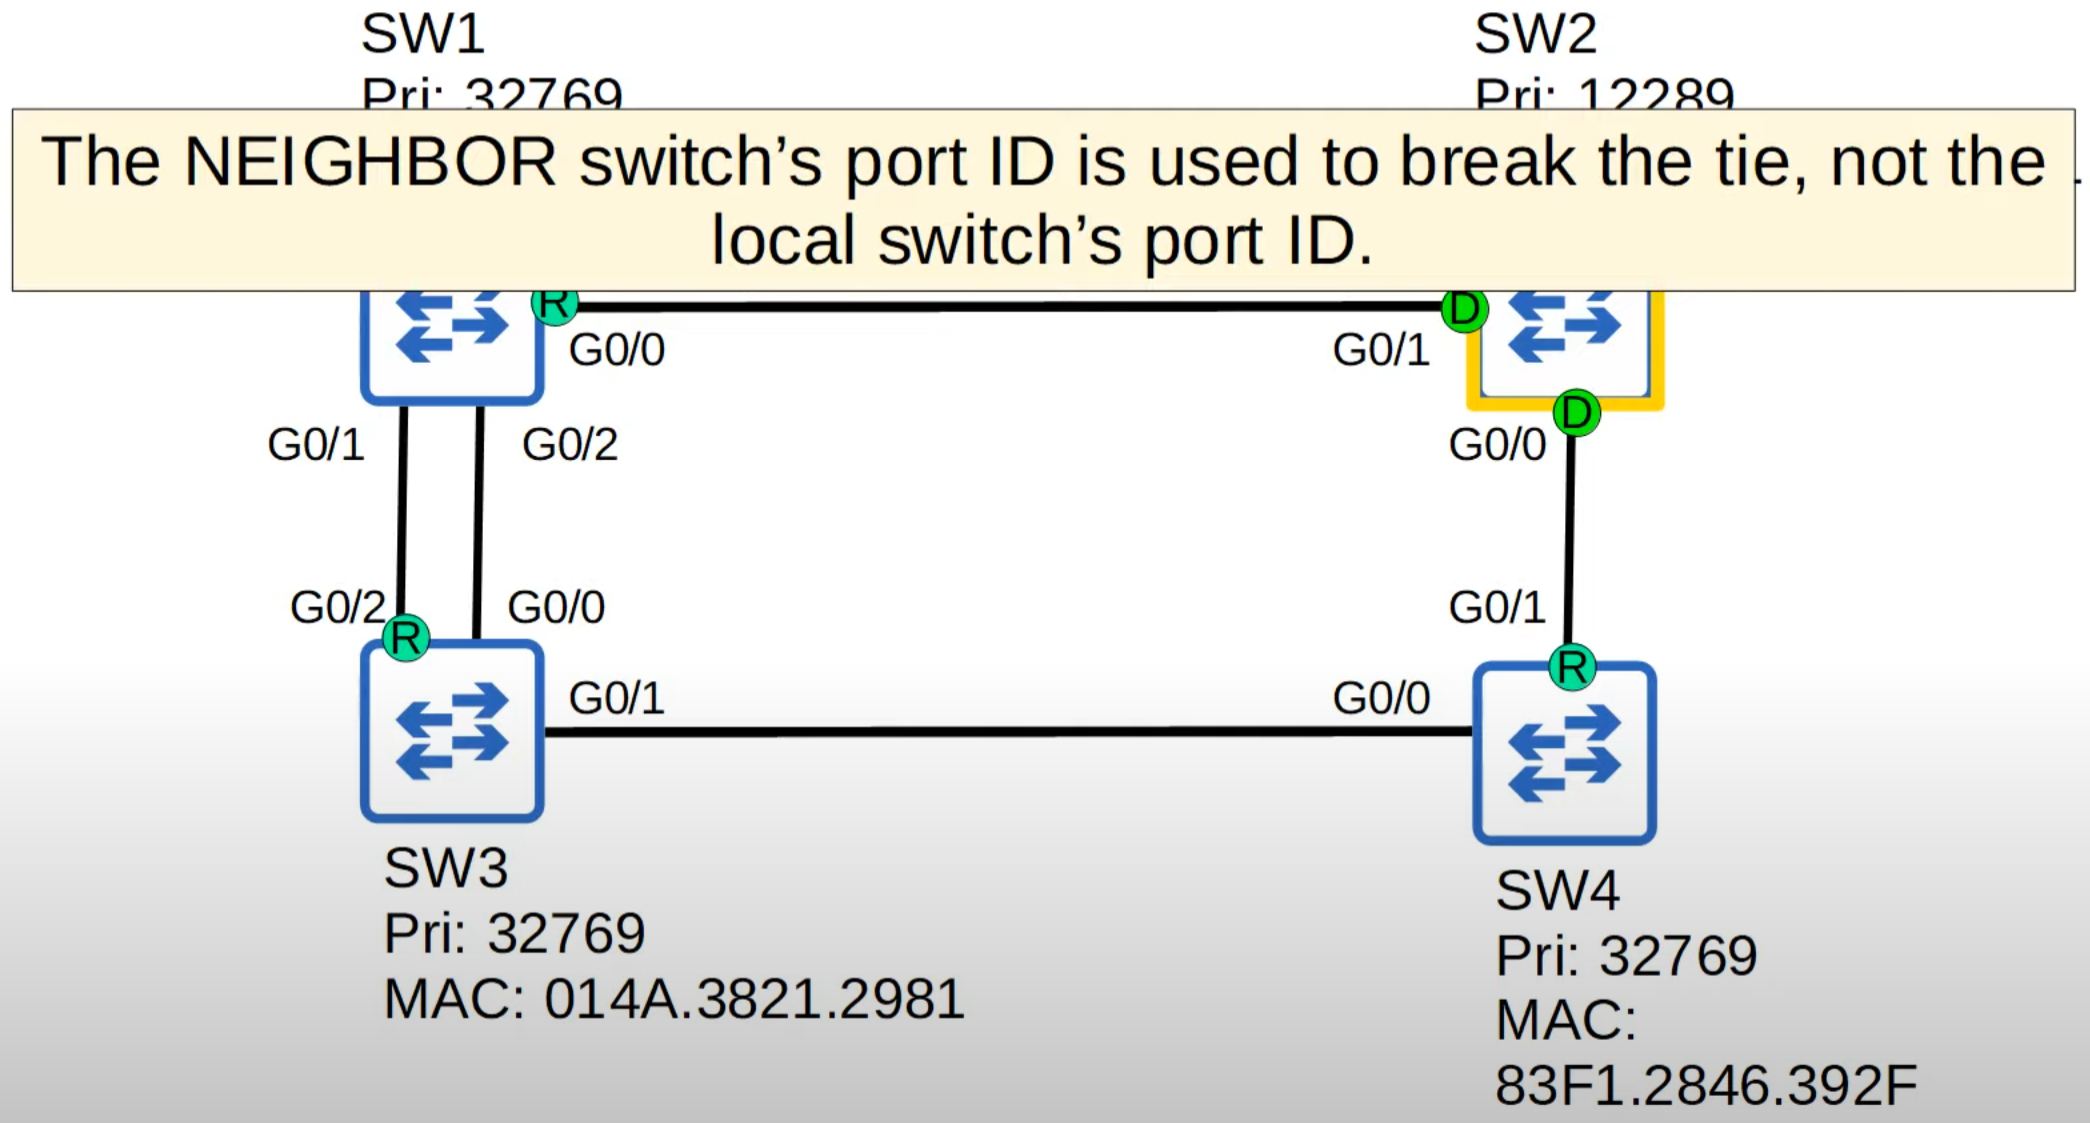 SW1
Pri: 32769
SW2
Pri: 12289
The NEIGHBOR switch's port ID is used to break the tie, not the
local switch's port ID.
R
D
G0/0
G0/1
D
G0/1
G0/2
G0/0
G0/2
G0/0
G0/1
R
R
G0/1
G0/0
SW3
Pri: 32769
MAC: 014A.3821.2981
SW4
Pri: 32769
MAC:
83F1.2846.392F